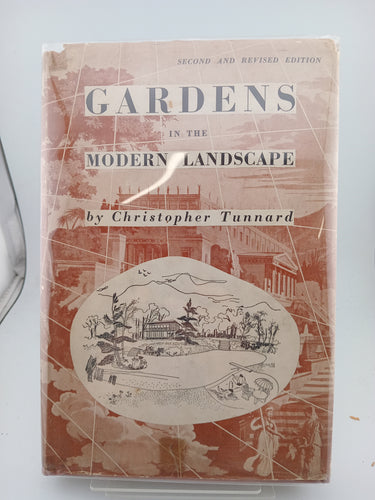 SECOND AND REVISED EDITION
GARDENS
IN THE
MODERN LANDSCAPE
by Christopher Tunnard